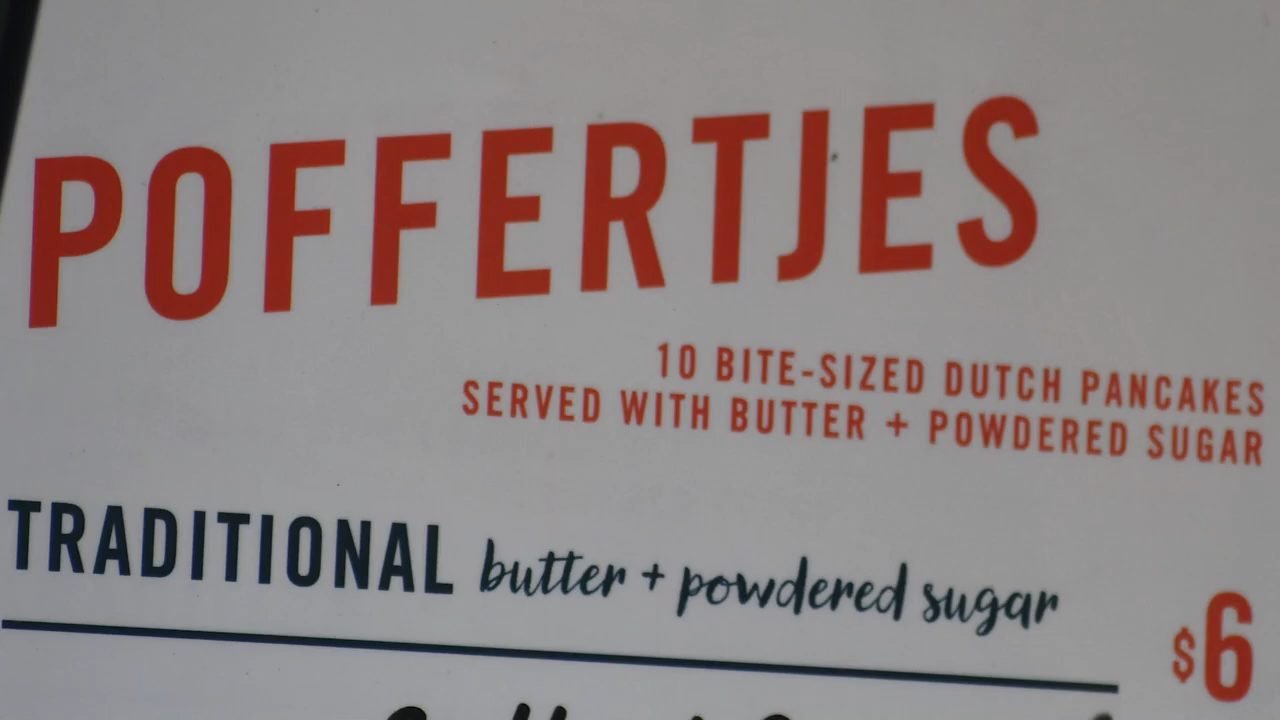 POFFERTJES
10 BITE-SIZED DUTCH PANCAKES
SERVED WITH BUTTER + POWDERED SUGAR
TRADITIONAL butter + powdered sugar $6